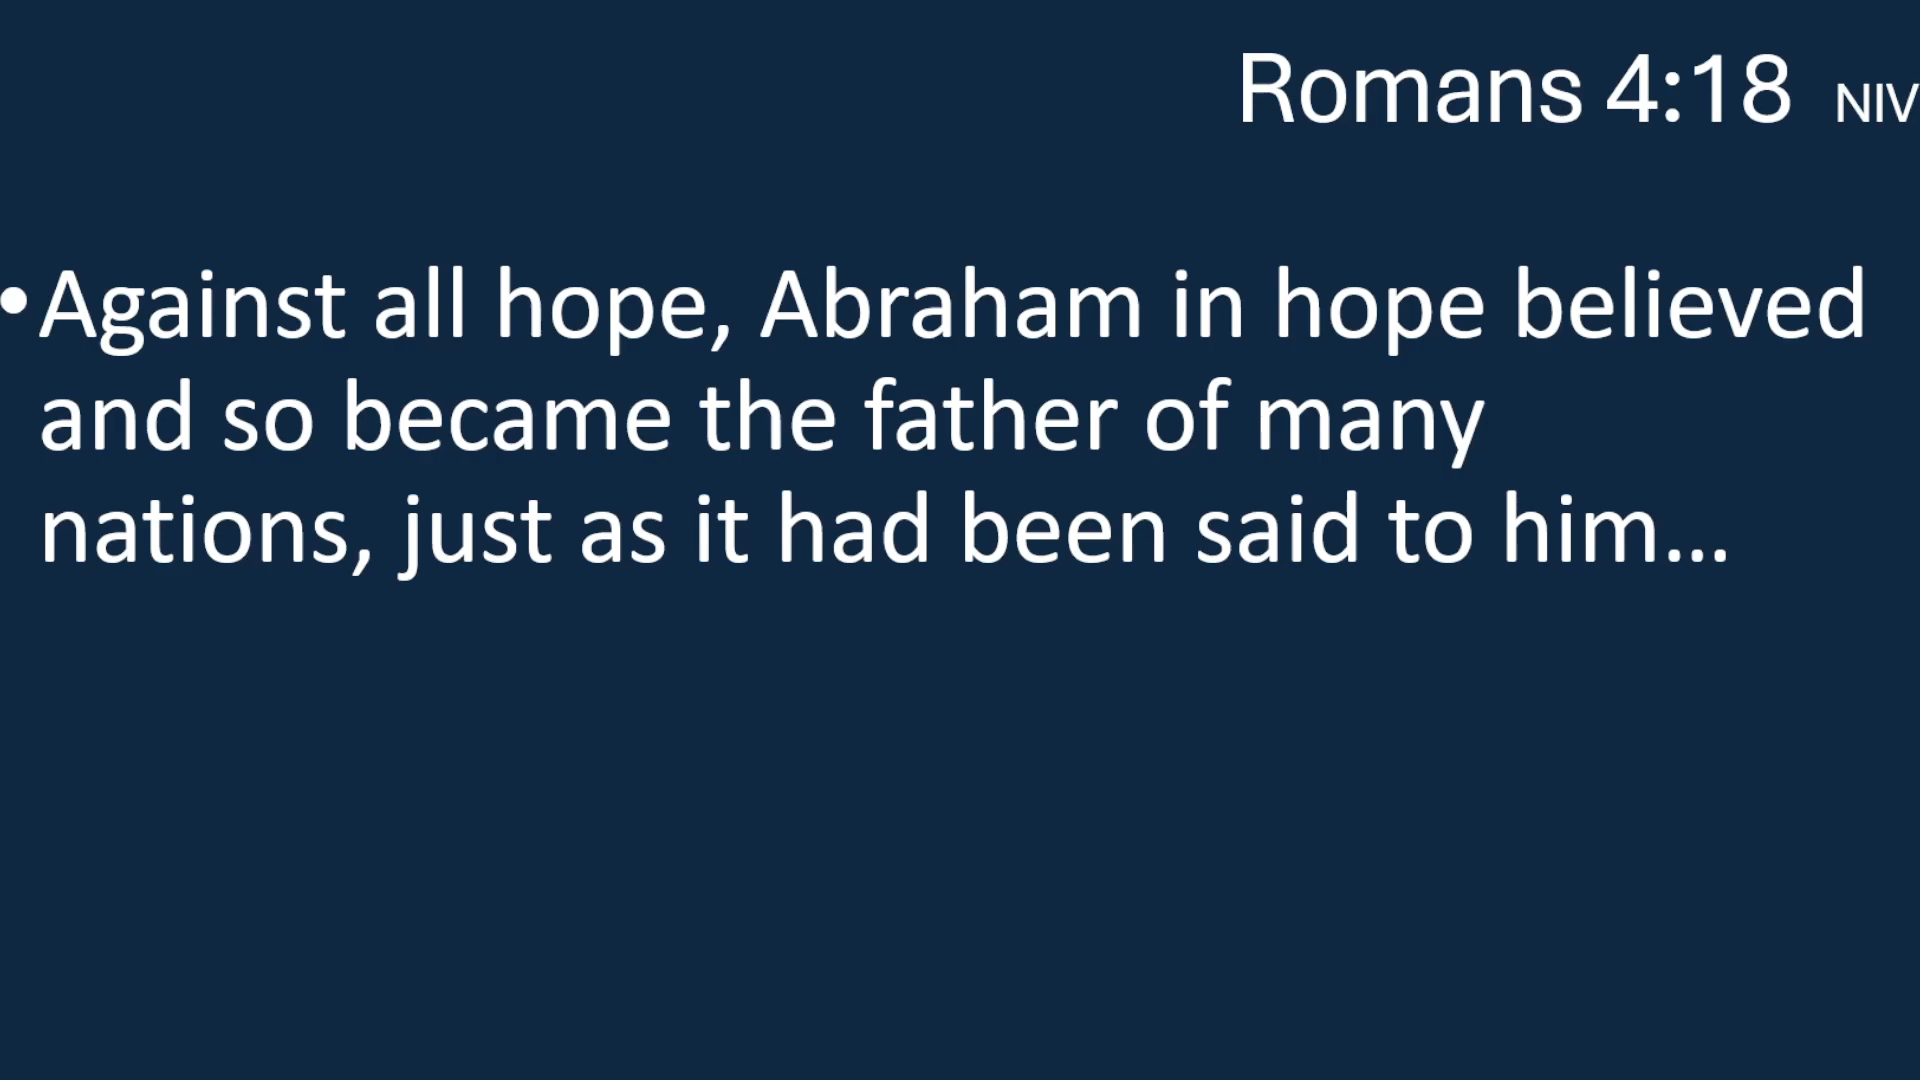 Romans 4:18 NIV
•Against all hope, Abraham in hope believed
and so became the father of many
nations, just as it had been said to him...